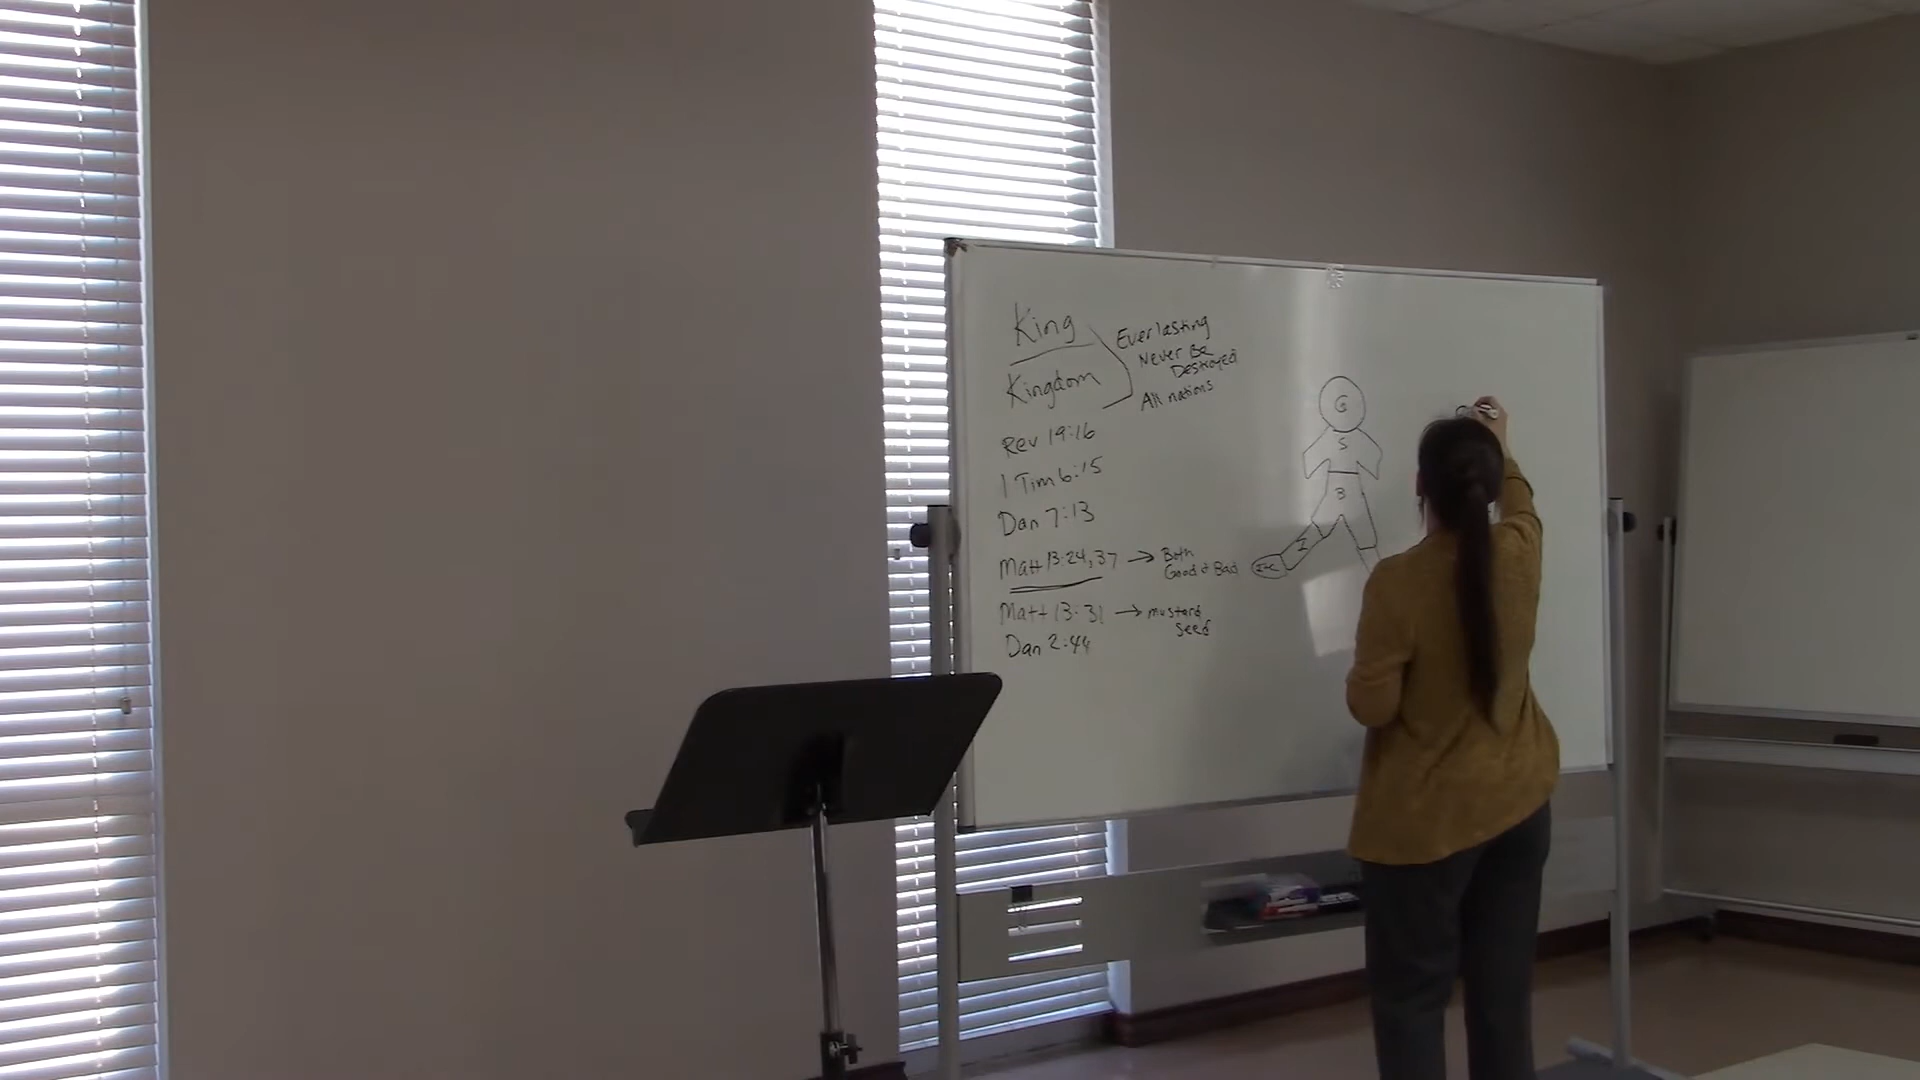 King
Kingdom
Everlasting
Never Be
Destroyed
All nations
Rev 19:16
1 Tim 6:15
Dan 7:13
Matt 13:24,37 → Both
Good & Bad
Matt 13:31 → mustard
seed
Dan 2:44
G
S
B
I
I+C